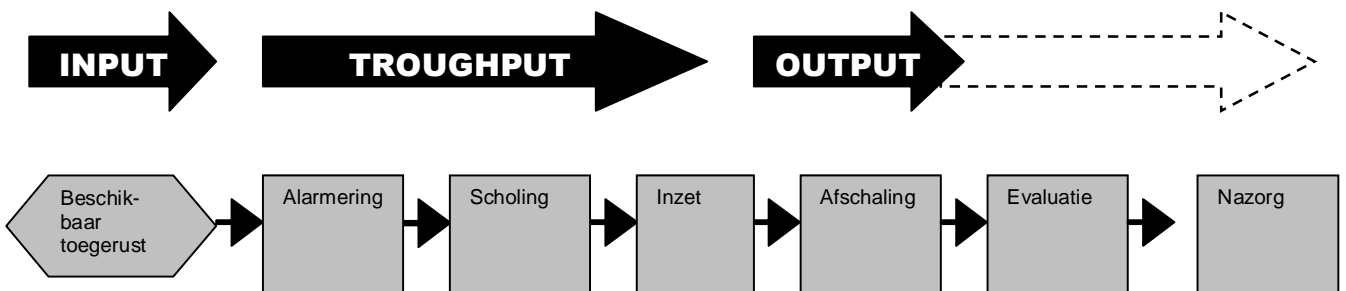 INPUT
TROUGHPUT
OUTPUT
Beschik-
baar
toegerust
Alarmering
Scholing
Inzet
Afschaling
Evaluatie
Nazorg